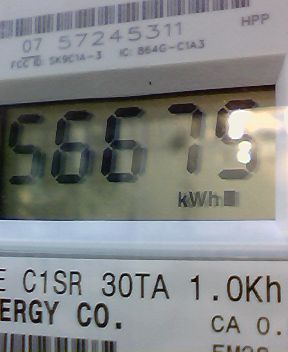 HPP
07 57245311
FCC ID: SK9C1A-3 IC: 864G-C1A3
56675
kWh
E C1SR 30TA 1.0Kh
ERGY CO.
CA 0.